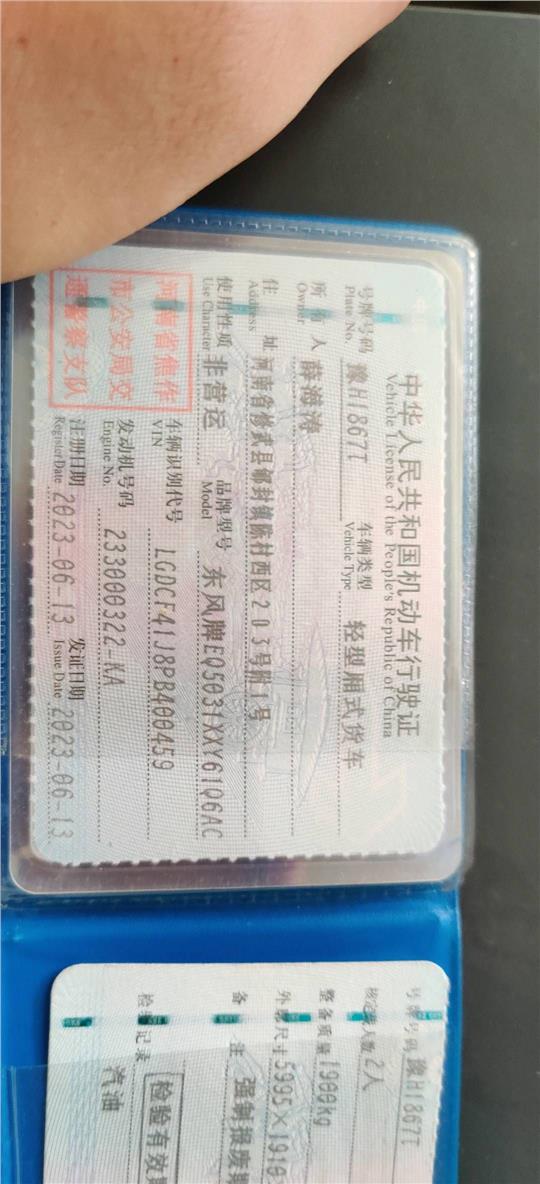 中华人民共和国机动车行驶证
Vehicle License of the People's Republic of China
号牌号码 豫H1867T 车辆类型 轻型厢式货车
Plate No. Vehicle Type
所有人 薛海涛
Owner
住址 河南省修武县郇封镇陈村西区203号附1号
Address
使用性质 非营运 品牌型号 东风牌EQ5031XXY61Q6AC
Use Character Model
河南省焦作
市公安局交
通警察支队
车辆识别代号 LGDCF41J8PB400459
VIN
发动机号码 233000322-KA
Engine No.
注册日期 2023-06-13 发证日期 2023-06-13
Register Date Issue Date
号牌号码 豫H1867T
核定载人数 2人
整备质量 1900kg
外廓尺寸 5995×1910
备注 强制报废期
检验有效期
检验记录 汽油